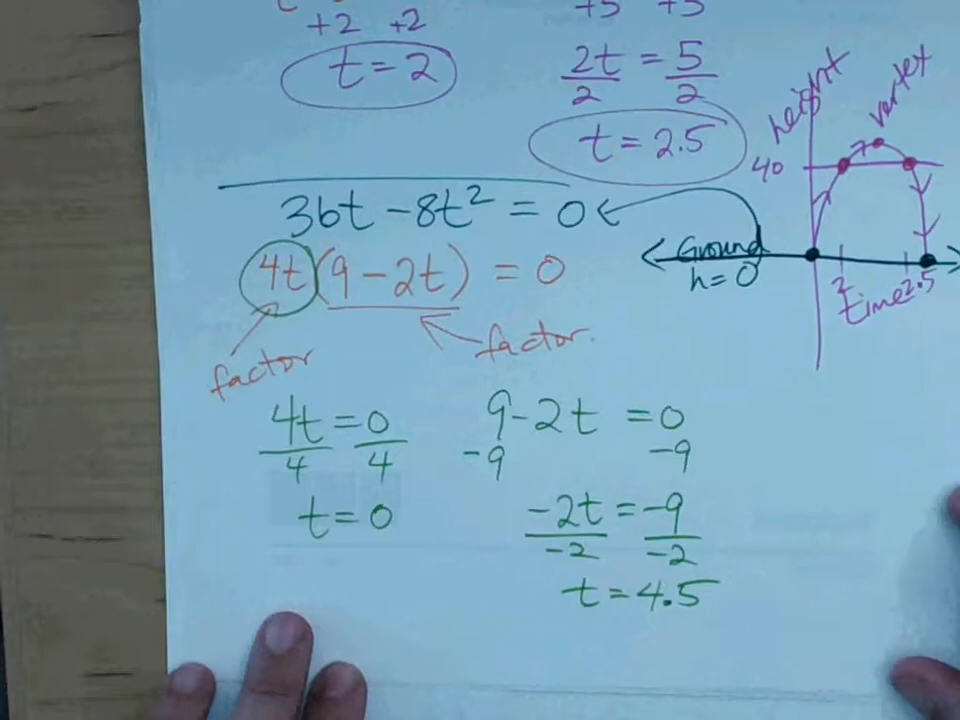 +2 +2
t = 2
+5 +5
2t = 5
2 2
t = 2.5
36t - 8t² = 0
4t(9 - 2t) = 0
factor
factor.
4t = 0
4 4
t = 0
9 - 2t = 0
-9 -9
-2t = -9
-2 -2
t = 4.5
height
vertex
40
Ground
h = 0
2
2.5
time